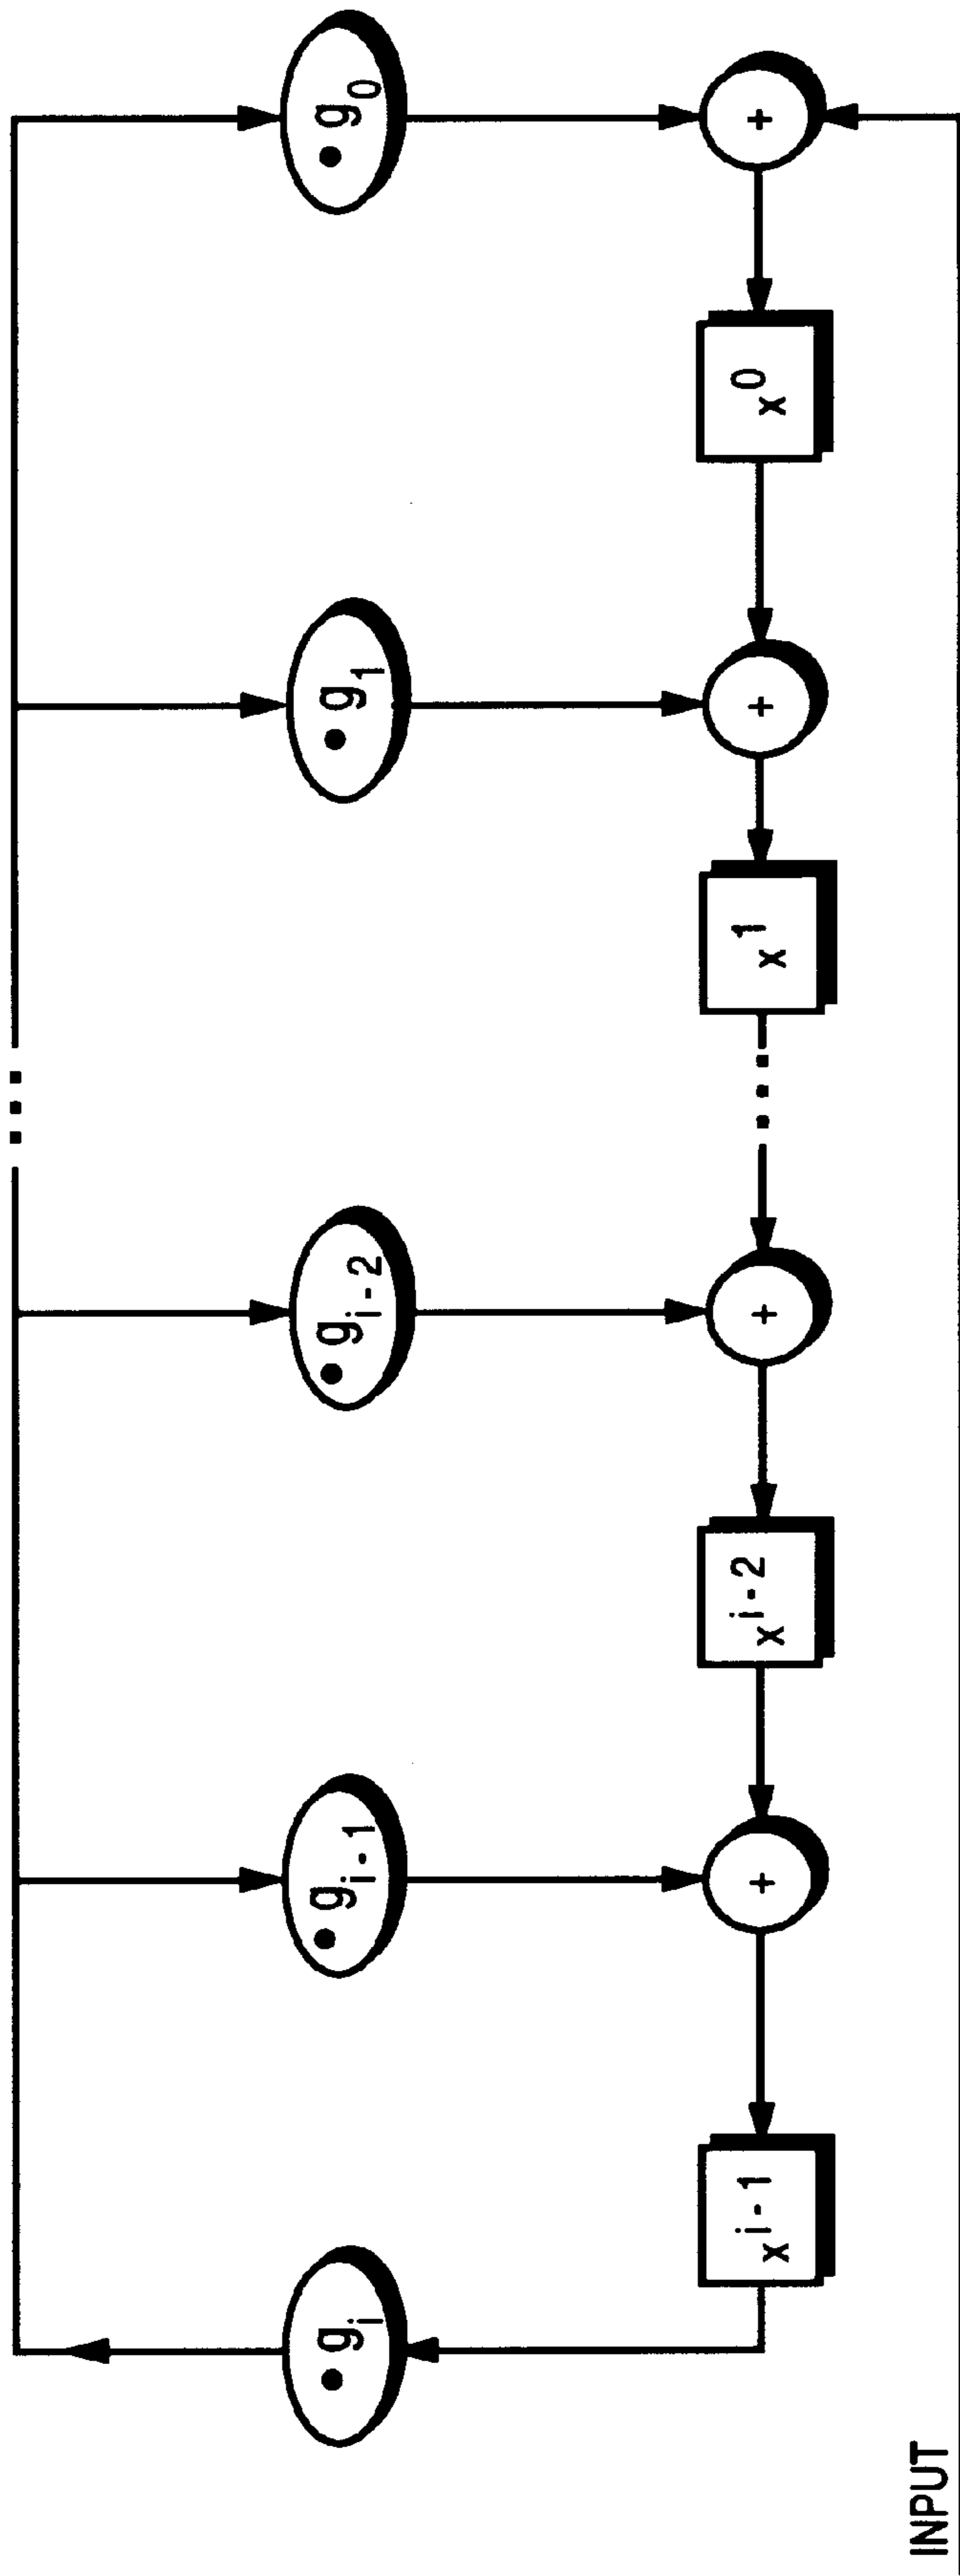 • gᵢ
• gᵢ₋₁
• gᵢ₋₂
• g₁
• g₀
xⁱ⁻¹
+
xⁱ⁻²
+
x¹
+
x⁰
+
INPUT